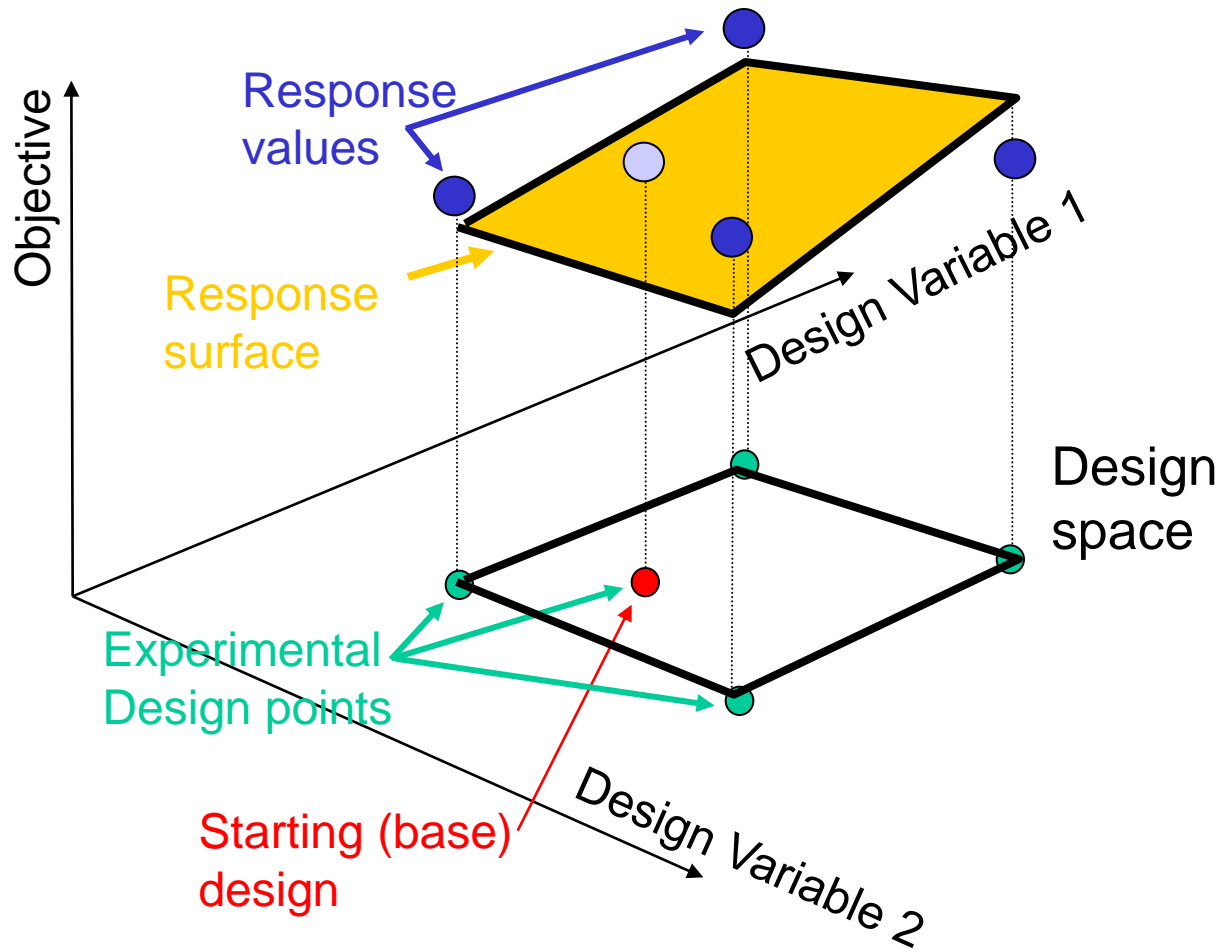 Objective
Response
values
Response
surface
Design Variable 1
Design
space
Experimental
Design points
Starting (base)
design
Design Variable 2